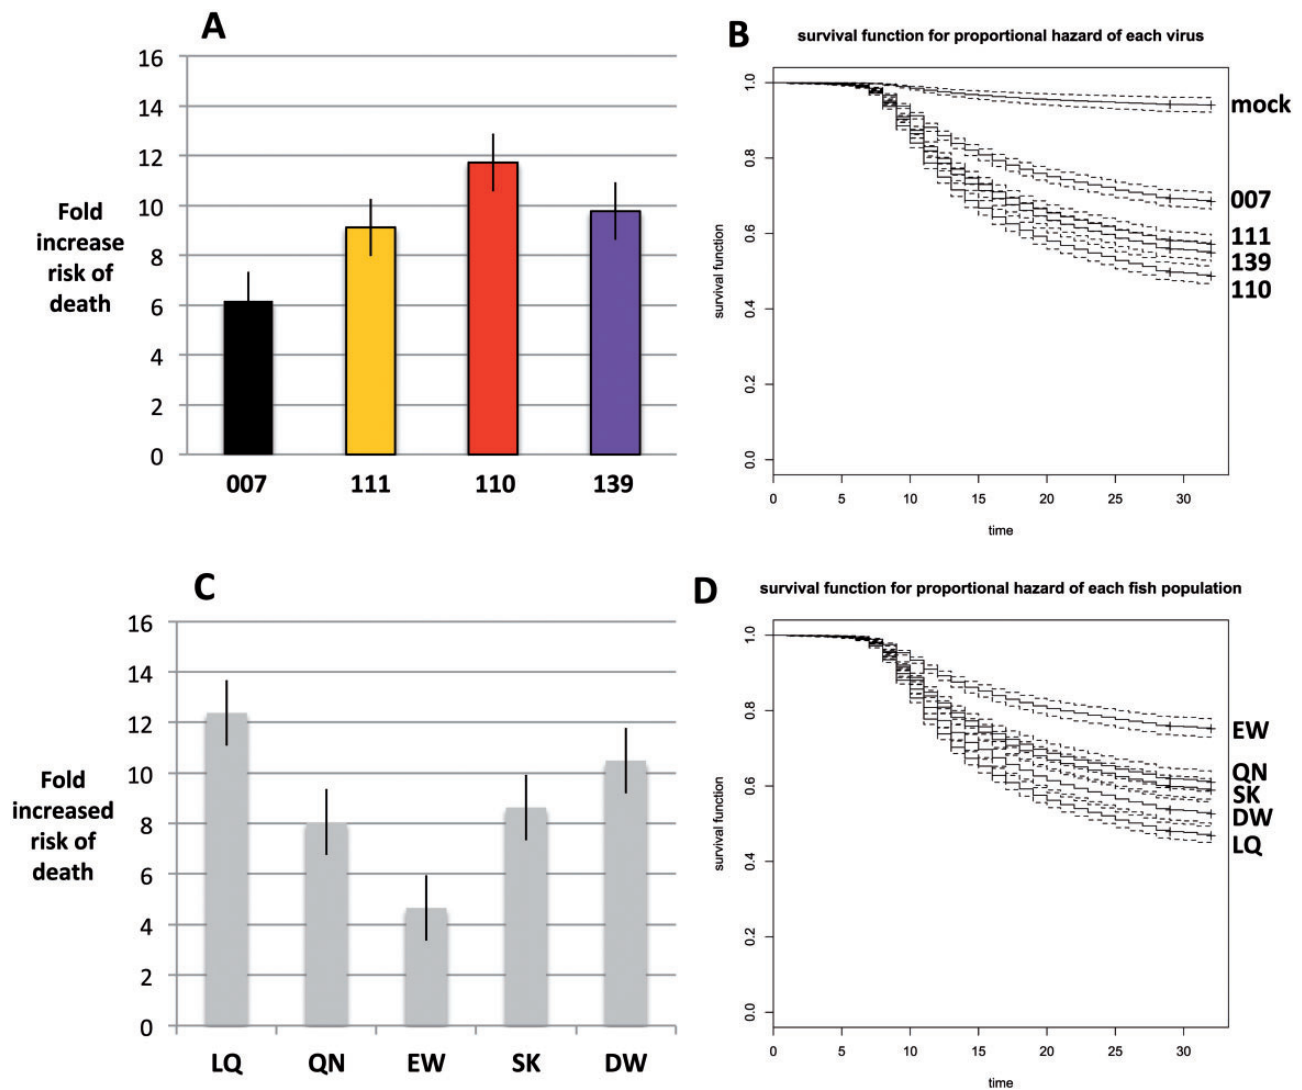 A
16
14
12
10
8
6
4
2
0
Fold
increase
risk of
death
007 111 110 139
B
survival function for proportional hazard of each virus
survival function
1.0
0.8
0.6
0.4
0.2
0.0
0 5 10 15 20 25 30
time
mock
007
111
139
110
C
16
14
12
10
8
6
4
2
0
Fold
increased
risk of
death
LQ QN EW SK DW
D
survival function for proportional hazard of each fish population
survival function
1.0
0.8
0.6
0.4
0.2
0.0
0 5 10 15 20 25 30
time
EW
QN
SK
DW
LQ